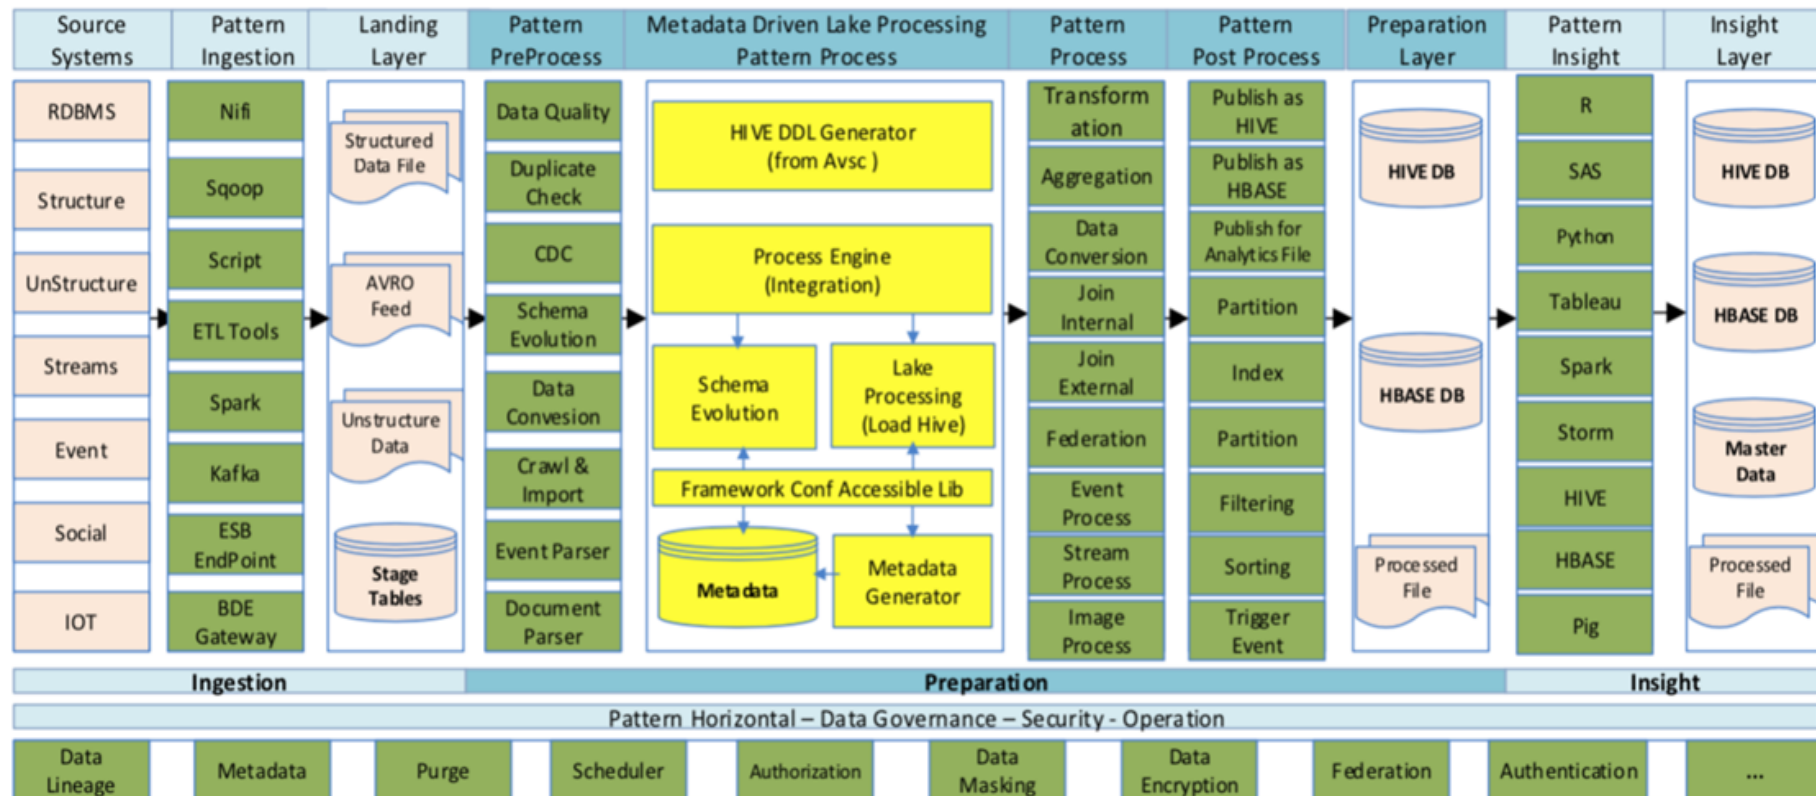 Source
Systems
Pattern
Ingestion
Landing
Layer
Pattern
PreProcess
Metadata Driven Lake Processing
Pattern Process
Pattern
Process
Pattern
Post Process
Preparation
Layer
Pattern
Insight
Insight
Layer
RDBMS
Structure
UnStructure
Streams
Event
Social
IOT
Nifi
Sqoop
Script
ETL Tools
Spark
Kafka
ESB
EndPoint
BDE
Gateway
Structured
Data File
AVRO
Feed
Unstructure
Data
Stage
Tables
Data Quality
Duplicate
Check
CDC
Schema
Evolution
Data
Convesion
Crawl &
Import
Event Parser
Document
Parser
HIVE DDL Generator
(from Avsc )
Process Engine
(Integration)
Schema
Evolution
Lake
Processing
(Load Hive)
Framework Conf Accessible Lib
Metadata
Metadata
Generator
Transform
ation
Aggregation
Data
Conversion
Join
Internal
Join
External
Federation
Event
Process
Stream
Process
Image
Process
Publish as
HIVE
Publish as
HBASE
Publish for
Analytics File
Partition
Index
Partition
Filtering
Sorting
Trigger
Event
HIVE DB
HBASE DB
Processed
File
R
SAS
Python
Tableau
Spark
Storm
HIVE
HBASE
Pig
HIVE DB
HBASE DB
Master
Data
Processed
File
Ingestion
Preparation
Insight
Pattern Horizontal – Data Governance – Security - Operation
Data
Lineage
Metadata
Purge
Scheduler
Authorization
Data
Masking
Data
Encryption
Federation
Authentication
...